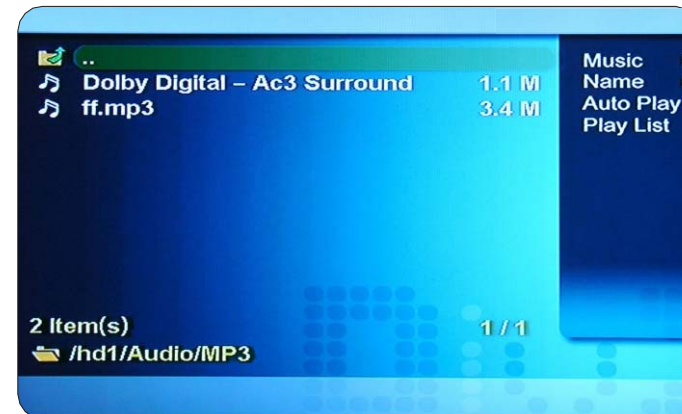 ..
Dolby Digital – Ac3 Surround 1.1 M
ff.mp3 3.4 M
2 Item(s) 1 / 1
/hd1/Audio/MP3
Music
Name
Auto Play
Play List